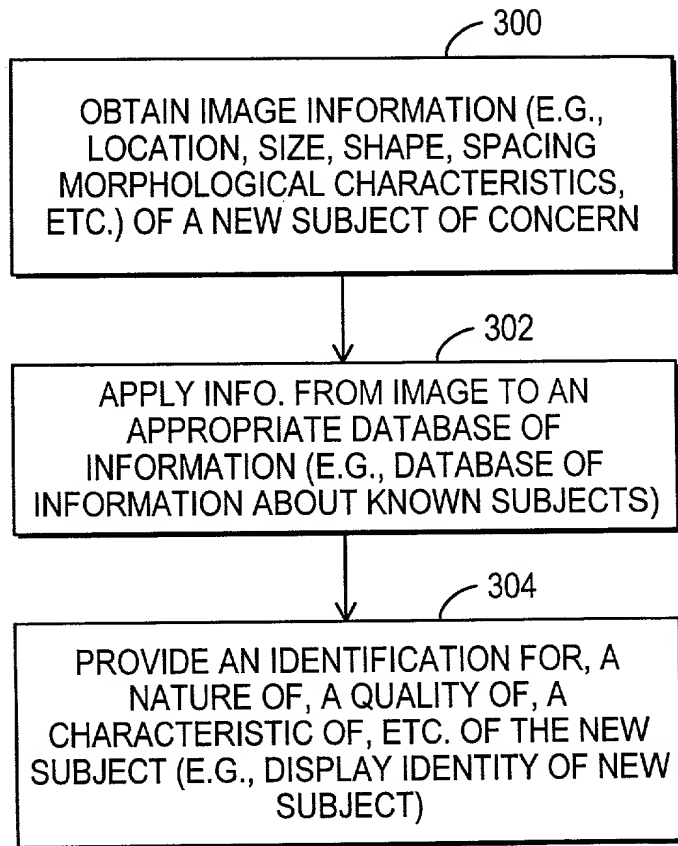 300
OBTAIN IMAGE INFORMATION (E.G.,
LOCATION, SIZE, SHAPE, SPACING
MORPHOLOGICAL CHARACTERISTICS,
ETC.) OF A NEW SUBJECT OF CONCERN
302
APPLY INFO. FROM IMAGE TO AN
APPROPRIATE DATABASE OF
INFORMATION (E.G., DATABASE OF
INFORMATION ABOUT KNOWN SUBJECTS)
304
PROVIDE AN IDENTIFICATION FOR, A
NATURE OF, A QUALITY OF, A
CHARACTERISTIC OF, ETC. OF THE NEW
SUBJECT (E.G., DISPLAY IDENTITY OF NEW
SUBJECT)